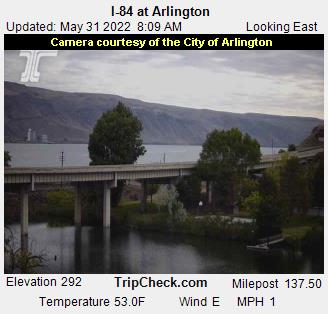 I-84 at Arlington
Updated: May 31 2022 8:09 AM Looking East
Camera courtesy of the City of Arlington
Elevation 292 TripCheck.com Milepost 137.50
Temperature 53.0F Wind E MPH 1